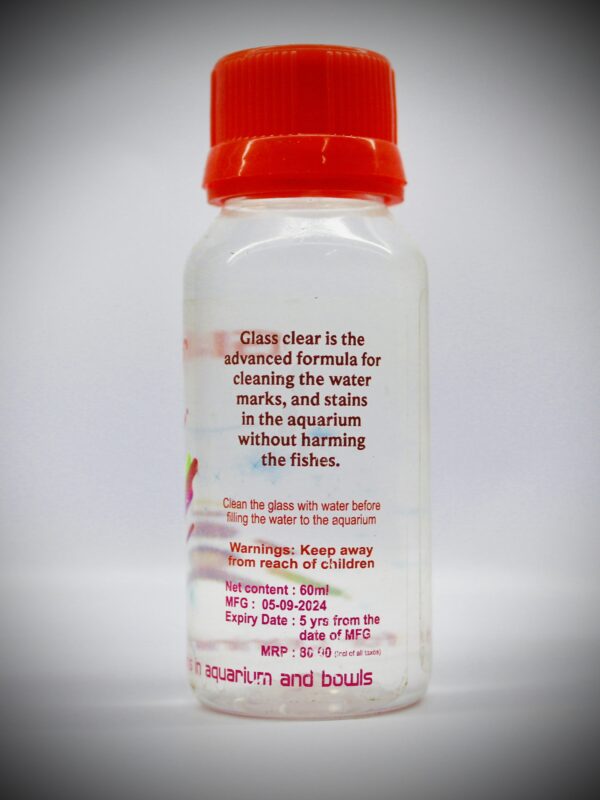 Glass clear is the
advanced formula for
cleaning the water
marks, and stains
in the aquarium
without harming
the fishes.
Clean the glass with water before
filling the water to the aquarium
Warnings: Keep away
from reach of children
Net content : 60ml
MFG : 05-09-2024
Expiry Date : 5 yrs from the
date of MFG
MRP : (Incl of all taxes)
in aquarium and bowls